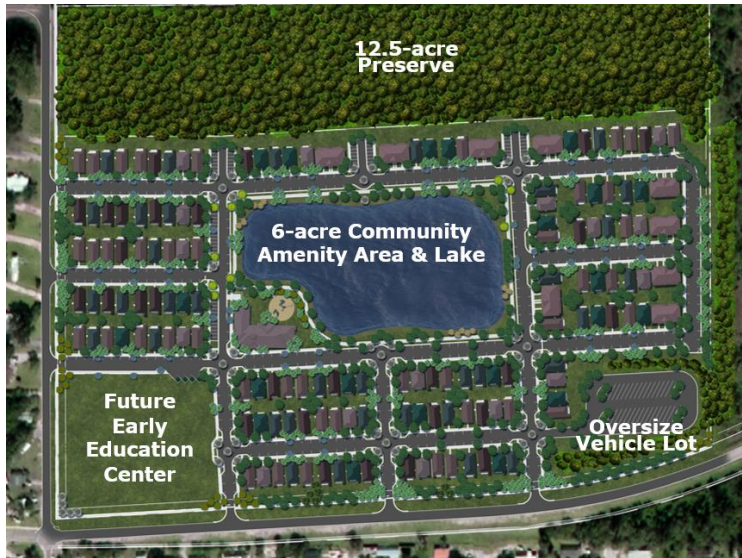 12.5-acre
Preserve
6-acre Community
Amenity Area & Lake
Future
Early
Education
Center
Oversize
Vehicle Lot